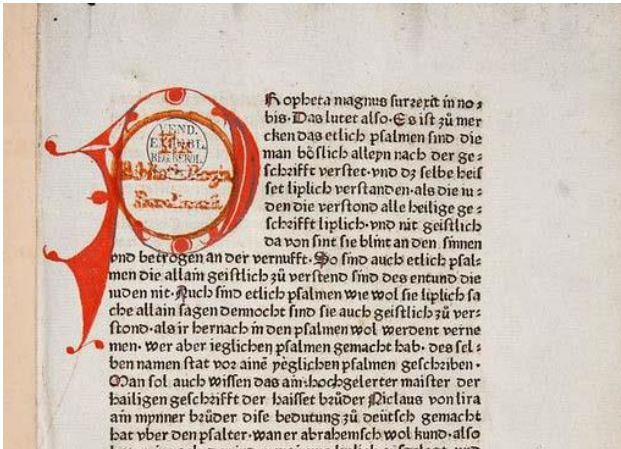 PRopheta magnus surrexit in no⸗
bis·Das lutet also·Es ist zů mer
cken das etlich psalmen sind die
man böslich alleyn nach der ge⸗
schrifft verstet·vnd dz selbe heis
set liplich verstanden·als die iu⸗
den die verstond alle heilige ge⸗
schrifft liplich·vnd nit geistlich
da von sint sie blint an den sinnen
vnd betrogen an der vernufft·So sind auch etlich psal⸗
men die allain geistlich zů verstend sind des entund die
iuden nit·Auch sind etlich psalmen wie wol sie liplich sa
che allain sagen dennocht sind sie auch geistlich zů ver⸗
stond·als ir hernach in den psalmen wol werdent verne
men·wer aber ieglichen psalmen gemacht hab·des sel⸗
ben namen stat vor ainē yèglichen psalmen geschriben·
Man sol auch wissen das ain·hochgelerter maister der
hailigen geschrifft der haisset brůder Niclaus von lira
ain mynner brůder dise bedutung zů deütsch gemacht
hat vber den psalter·wan er abrahemsch wol kund·also
VEND.
EX BIBL.
REG. BEROL.